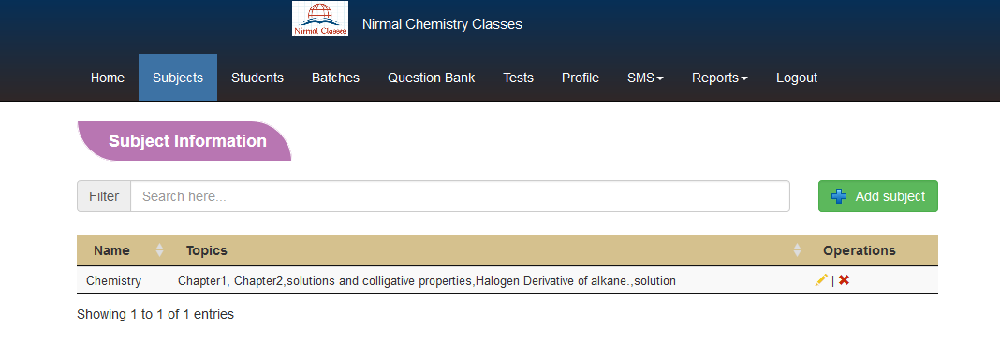 Nirmal Classes
Nirmal Chemistry Classes
Home Subjects Students Batches Question Bank Tests Profile SMS Reports Logout
Subject Information
Filter Search here... Add subject
Name Topics Operations
Chemistry Chapter1, Chapter2,solutions and colligative properties,Halogen Derivative of alkane.,solution |
Showing 1 to 1 of 1 entries